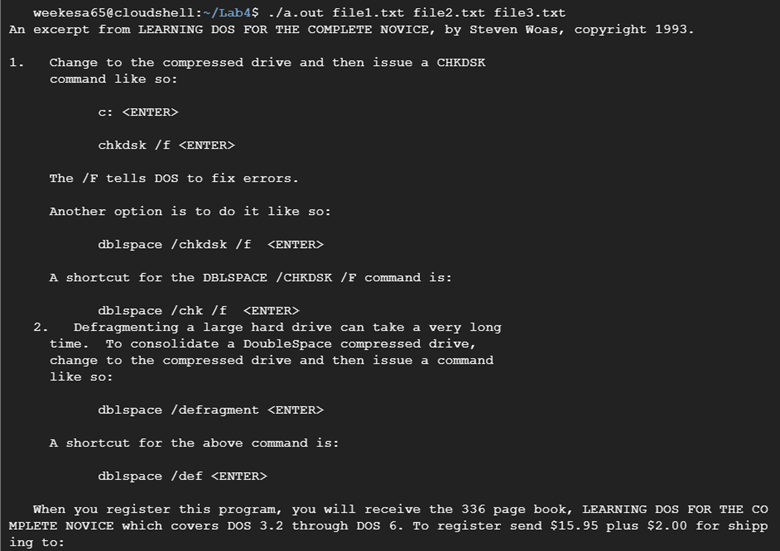 weekesa65@cloudshell:~/Lab4$ ./a.out file1.txt file2.txt file3.txt
An excerpt from LEARNING DOS FOR THE COMPLETE NOVICE, by Steven Woas, copyright 1993.
1. Change to the compressed drive and then issue a CHKDSK
command like so:
c: <ENTER>
chkdsk /f <ENTER>
The /F tells DOS to fix errors.
Another option is to do it like so:
dblspace /chkdsk /f <ENTER>
A shortcut for the DBLSPACE /CHKDSK /F command is:
dblspace /chk /f <ENTER>
2. Defragmenting a large hard drive can take a very long
time. To consolidate a DoubleSpace compressed drive,
change to the compressed drive and then issue a command
like so:
dblspace /defragment <ENTER>
A shortcut for the above command is:
dblspace /def <ENTER>
When you register this program, you will receive the 336 page book, LEARNING DOS FOR THE CO
MPLETE NOVICE which covers DOS 3.2 through DOS 6. To register send $15.95 plus $2.00 for shipp
ing to: